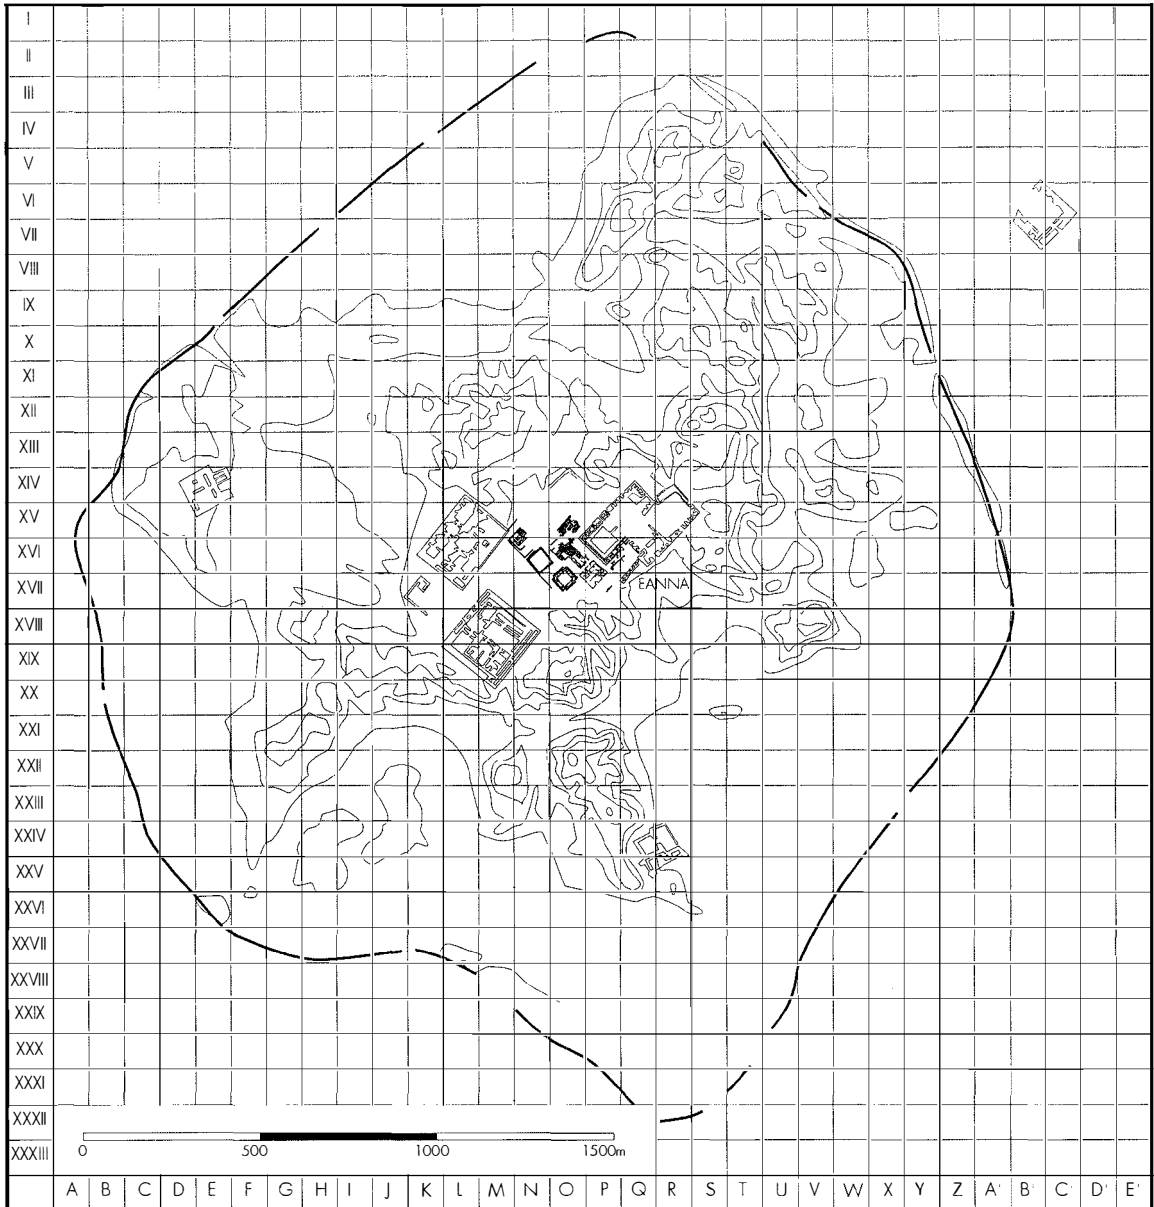 I
II
III
IV
V
VI
VII
VIII
IX
X
XI
XII
XIII
XIV
XV
XVI
XVII
EANNA
XVIII
XIX
XX
XXI
XXII
XXIII
XXIV
XXV
XXVI
XXVII
XXVIII
XXIX
XXX
XXXI
XXXII
XXXIII
0 500 1000 1500m
A B C D E F G H I J K L M N O P Q R S T U V W X Y Z A' B' C' D' E'